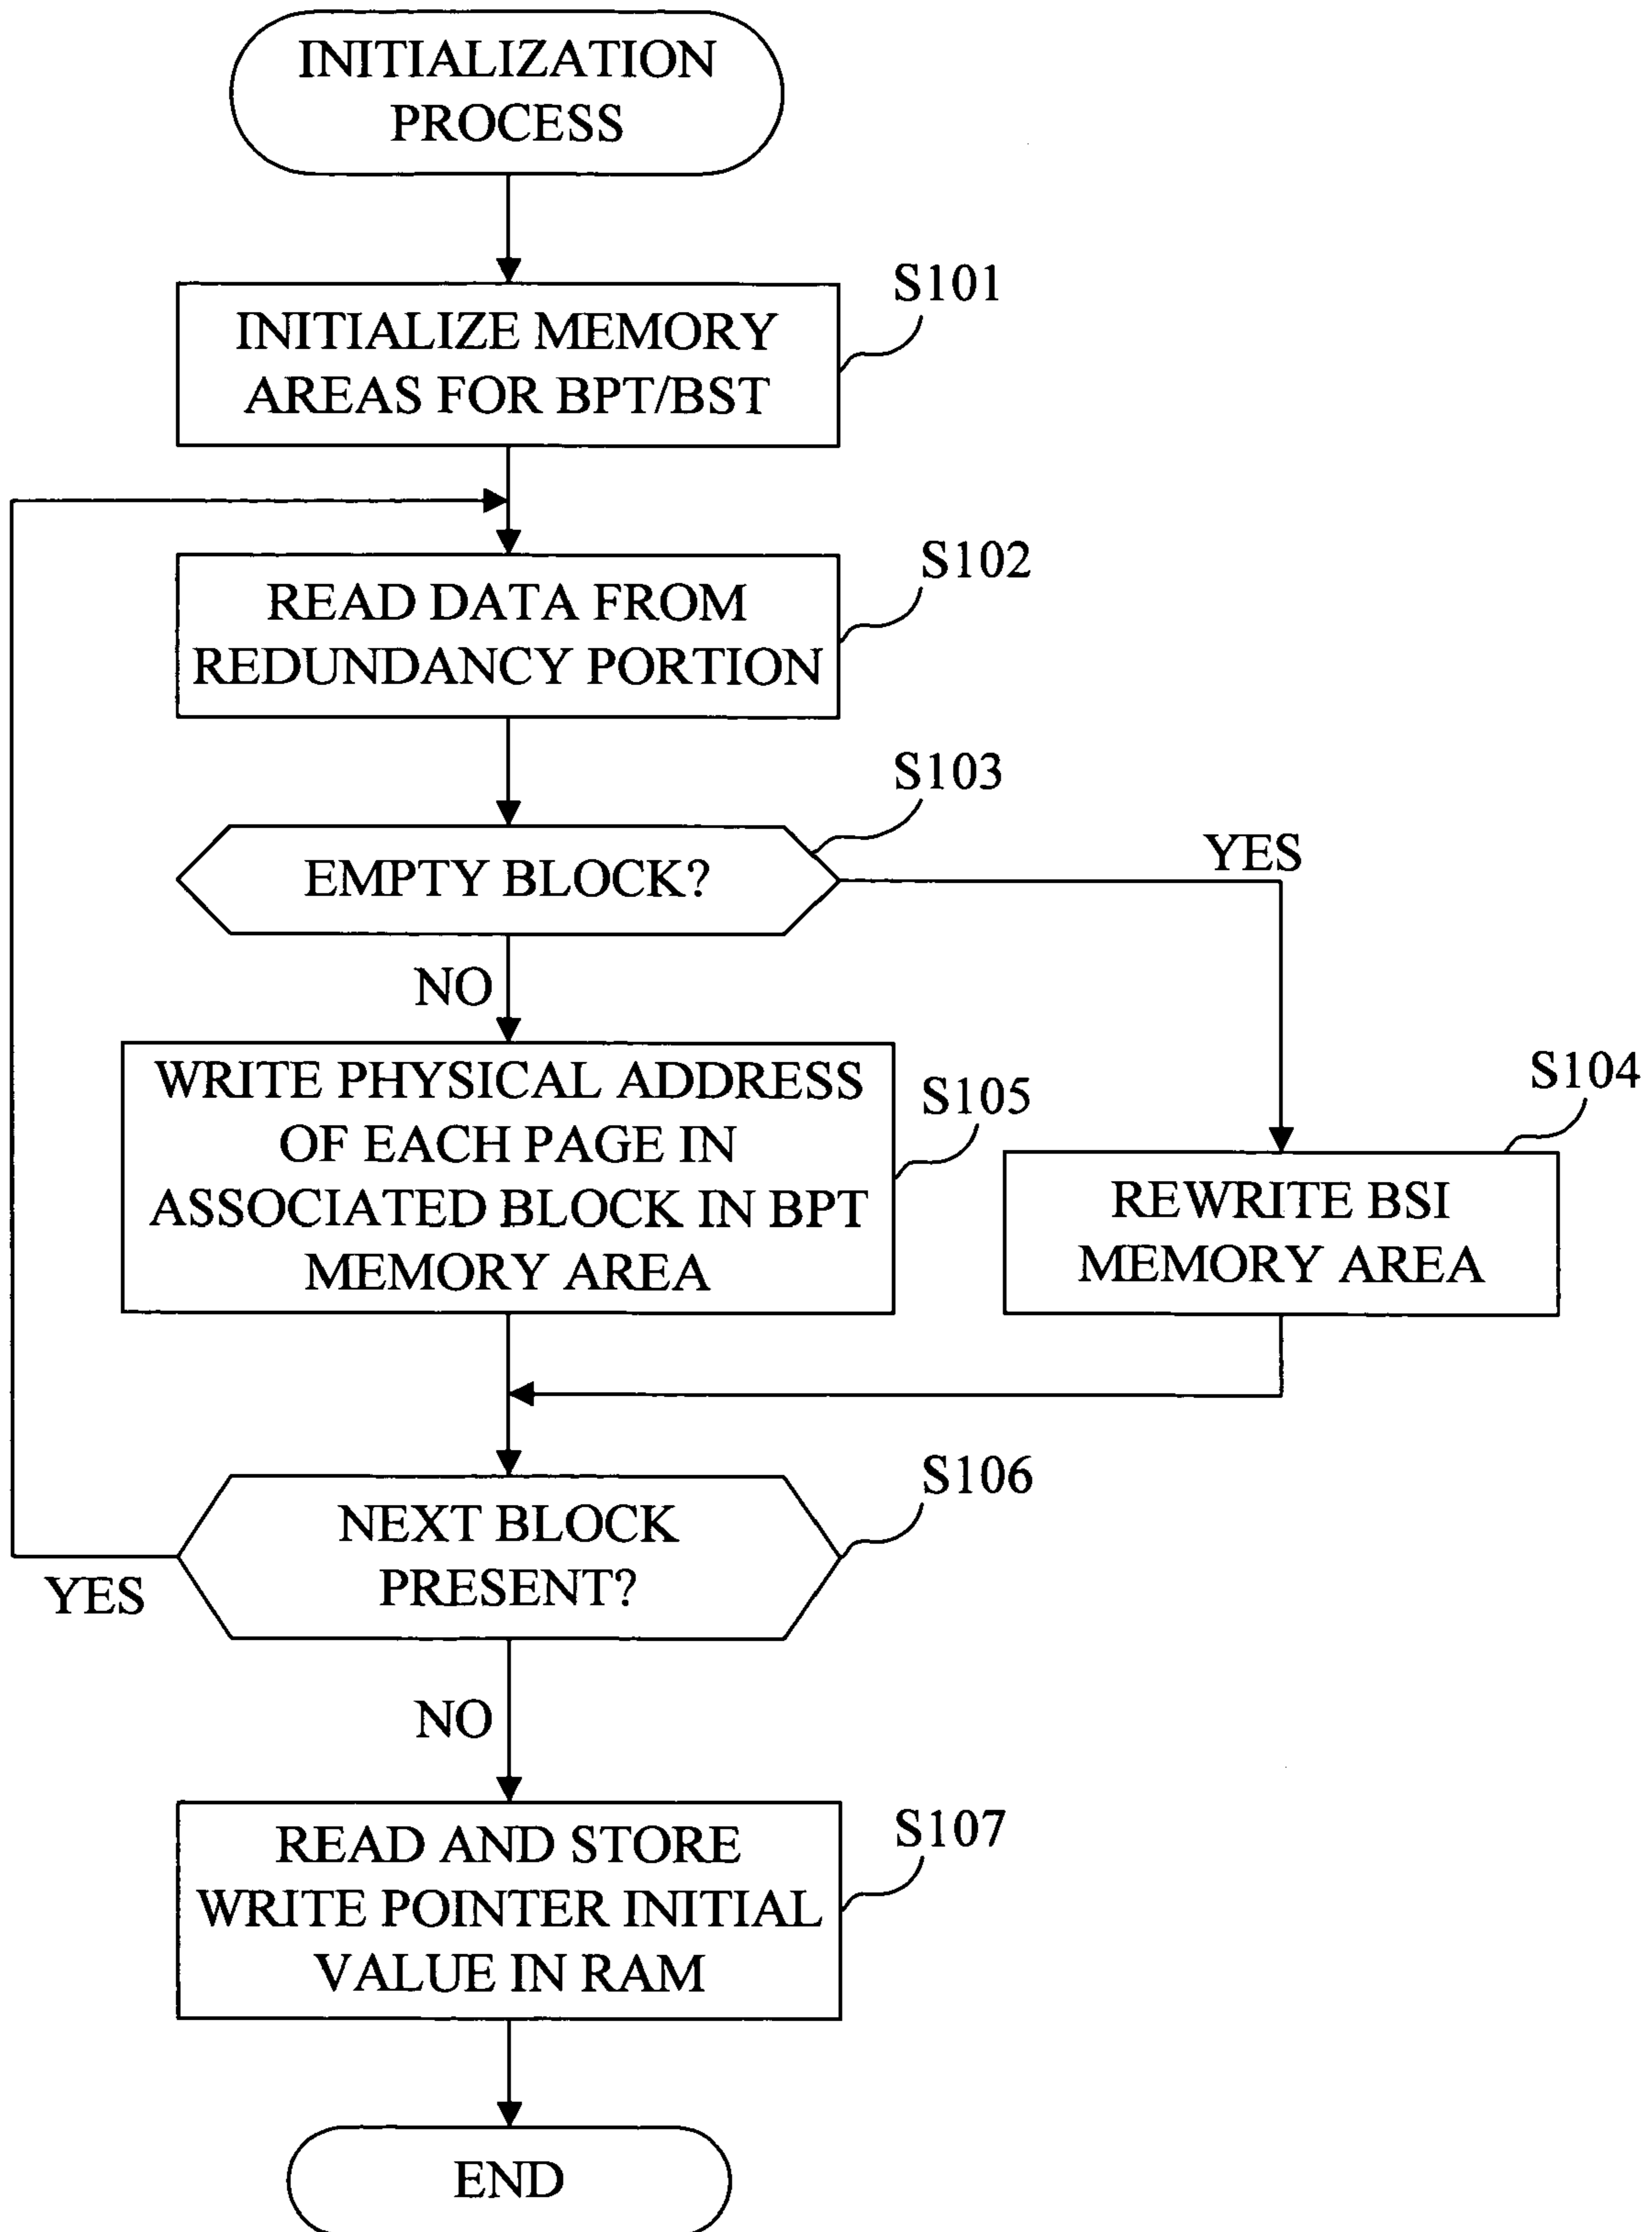 INITIALIZATION
PROCESS
S101
INITIALIZE MEMORY
AREAS FOR BPT/BST
S102
READ DATA FROM
REDUNDANCY PORTION
S103
EMPTY BLOCK?
YES
NO
WRITE PHYSICAL ADDRESS
OF EACH PAGE IN
ASSOCIATED BLOCK IN BPT
MEMORY AREA
S105
S104
REWRITE BSI
MEMORY AREA
S106
NEXT BLOCK
PRESENT?
YES
NO
S107
READ AND STORE
WRITE POINTER INITIAL
VALUE IN RAM
END